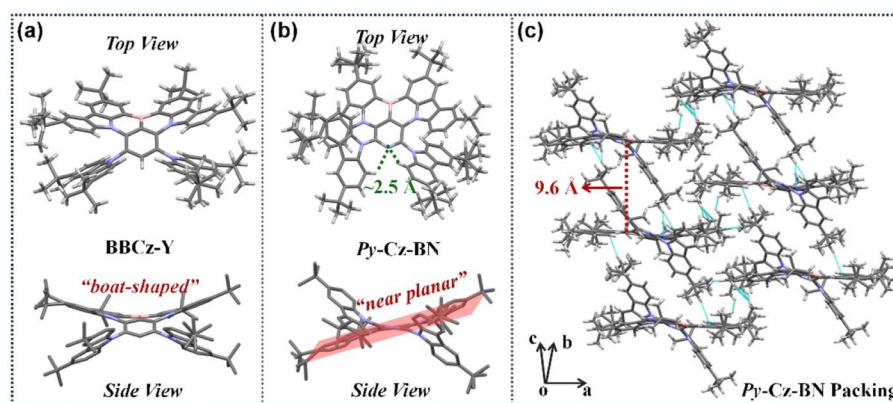 (a)
Top View
BBCz-Y
"boat-shaped"
Side View
(b)
Top View
~2.5 Å
Py-Cz-BN
"near planar"
Side View
(c)
9.6 Å
c
b
o
a
Py-Cz-BN Packing